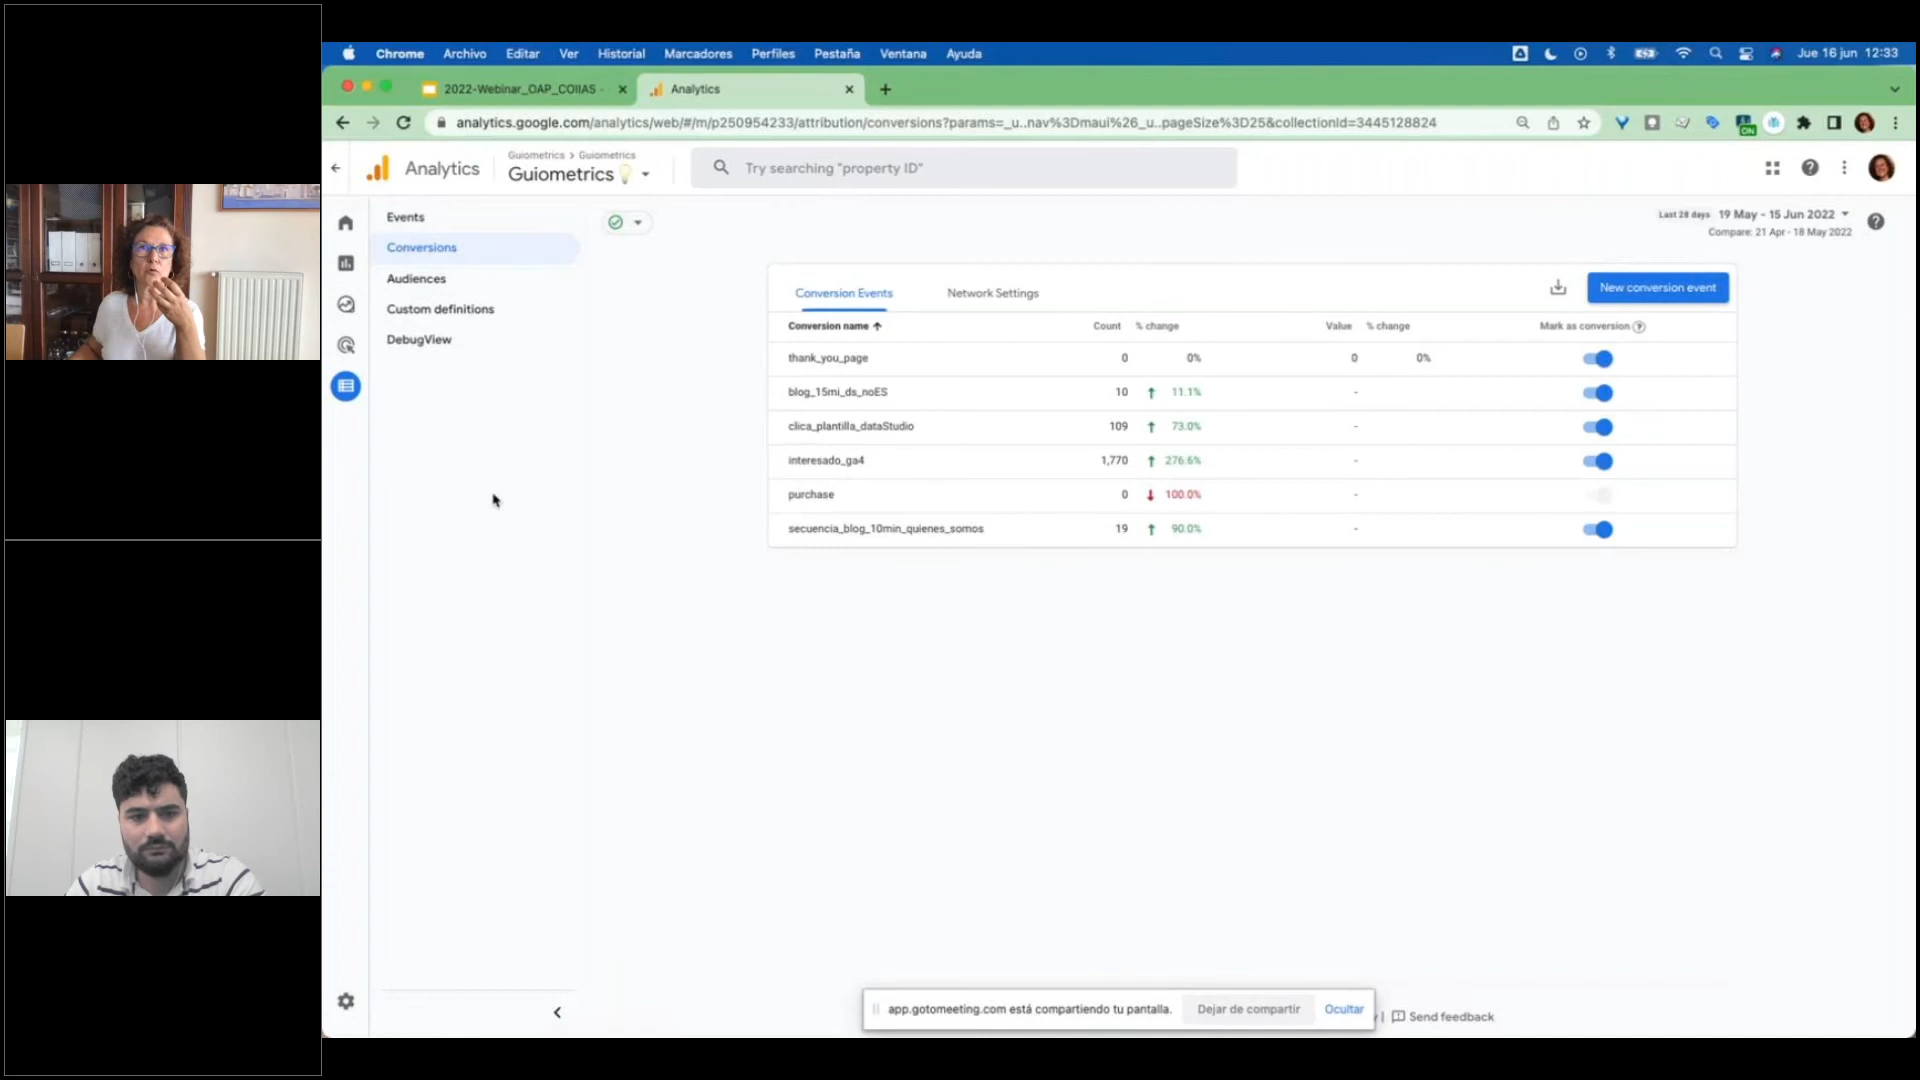 Chrome Archivo Editar Ver Historial Marcadores Perfiles Pestaña Ventana Ayuda Jue 16 jun 12:33
2022-Webinar_OAP_COIIAS - Analytics
analytics.google.com/analytics/web/#/m/p250954233/attribution/conversions?params=_u..nav%3Dmaui%26_u..pageSize%3D25&collectionId=3445128824
ON
Guiometrics > Guiometrics
Analytics Guiometrics Try searching "property ID"
Events
Conversions
Audiences
Custom definitions
DebugView
Last 28 days 19 May - 15 Jun 2022
Compare: 21 Apr - 18 May 2022
Conversion Events Network Settings New conversion event
Conversion name Count % change Value % change Mark as conversion
thank_you_page 0 0% 0 0%
blog_15mi_ds_noES 10 11.1% -
clica_plantilla_dataStudio 109 73.0% -
interesado_ga4 1,770 276.6% -
purchase 0 100.0% -
secuencia_blog_10min_quienes_somos 19 90.0% -
app.gotomeeting.com está compartiendo tu pantalla. Dejar de compartir Ocultar
Send feedback